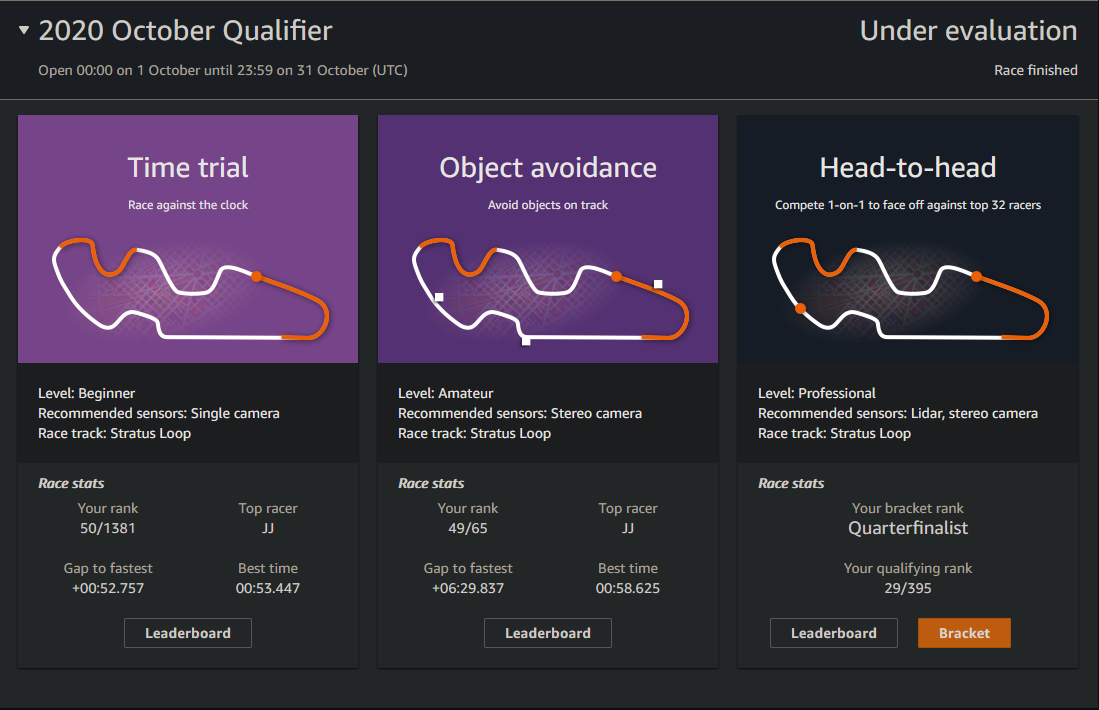 2020 October Qualifier
Under evaluation
Open 00:00 on 1 October until 23:59 on 31 October (UTC)
Race finished
Time trial
Race against the clock
Level: Beginner
Recommended sensors: Single camera
Race track: Stratus Loop
Race stats
Your rank
50/1381
Top racer
JJ
Gap to fastest
+00:52.757
Best time
00:53.447
Leaderboard
Object avoidance
Avoid objects on track
Level: Amateur
Recommended sensors: Stereo camera
Race track: Stratus Loop
Race stats
Your rank
49/65
Top racer
JJ
Gap to fastest
+06:29.837
Best time
00:58.625
Leaderboard
Head-to-head
Compete 1-on-1 to face off against top 32 racers
Level: Professional
Recommended sensors: Lidar, stereo camera
Race track: Stratus Loop
Race stats
Your bracket rank
Quarterfinalist
Your qualifying rank
29/395
Leaderboard
Bracket